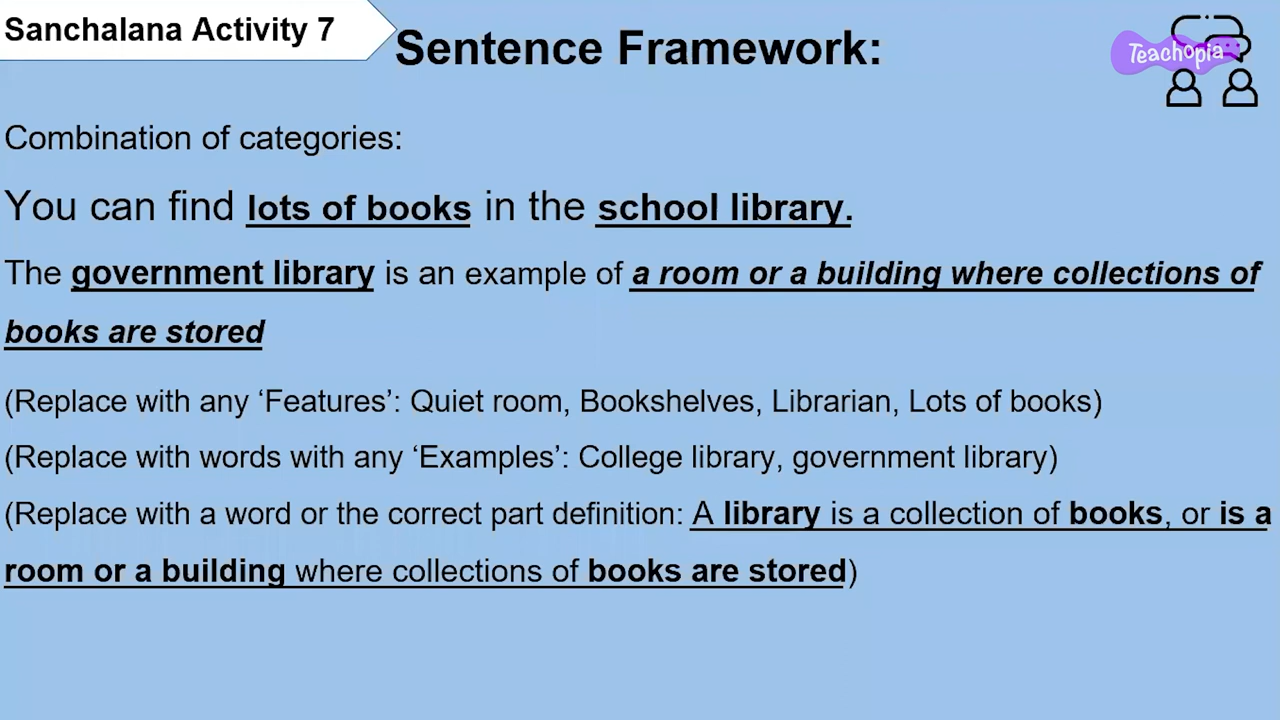 Sanchalana Activity 7
Sentence Framework:
Teachopia
Combination of categories:
You can find lots of books in the school library.
The government library is an example of a room or a building where collections of
books are stored
(Replace with any ‘Features’: Quiet room, Bookshelves, Librarian, Lots of books)
(Replace with words with any ‘Examples’: College library, government library)
(Replace with a word or the correct part definition: A library is a collection of books, or is a
room or a building where collections of books are stored)